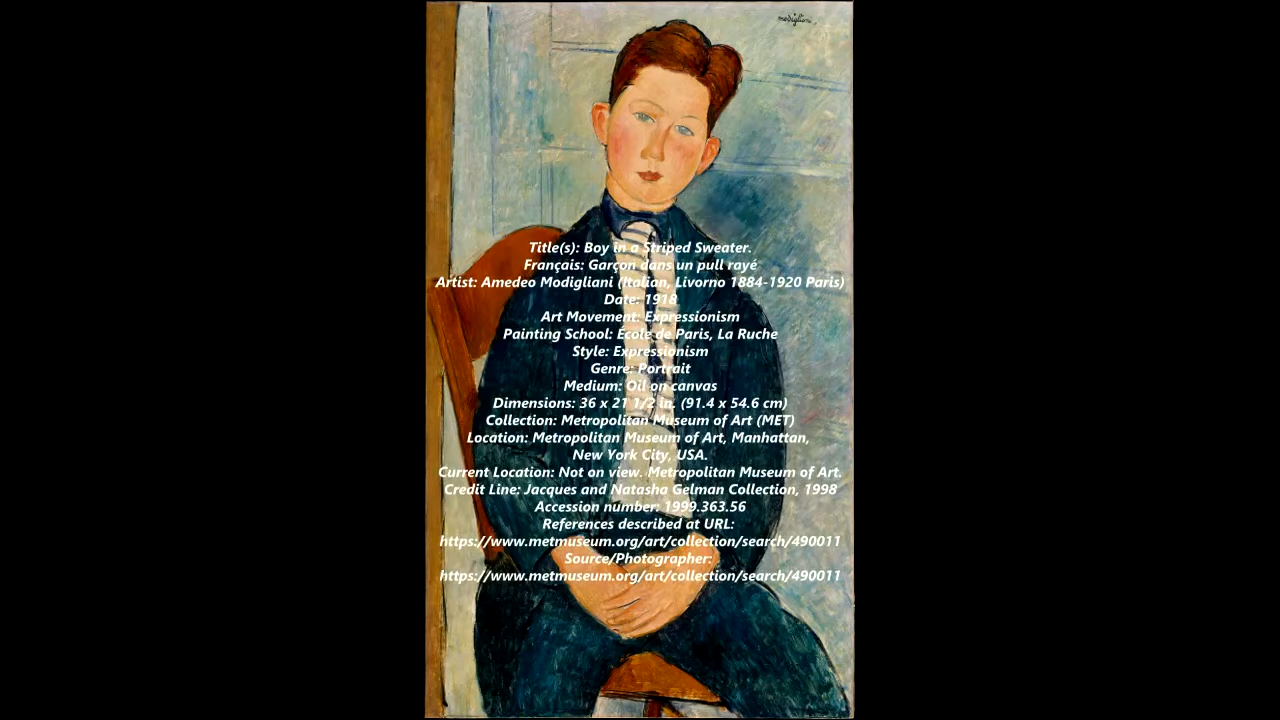 modigliani
Title(s): Boy in a Striped Sweater.
Français: Garçon dans un pull rayé
Artist: Amedeo Modigliani (Italian, Livorno 1884-1920 Paris)
Date: 1918
Art Movement: Expressionism
Painting School: École de Paris, La Ruche
Style: Expressionism
Genre: Portrait
Medium: Oil on canvas
Dimensions: 36 x 21 1/2 in. (91.4 x 54.6 cm)
Collection: Metropolitan Museum of Art (MET)
Location: Metropolitan Museum of Art, Manhattan,
New York City, USA.
Current Location: Not on view. Metropolitan Museum of Art.
Credit Line: Jacques and Natasha Gelman Collection, 1998
Accession number: 1999.363.56
References described at URL:
https://www.metmuseum.org/art/collection/search/490011
Source/Photographer:
https://www.metmuseum.org/art/collection/search/490011